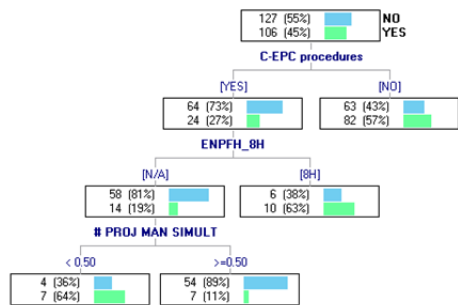 127 (55%) NO
106 (45%) YES
C-EPC procedures
[YES] [NO]
64 (73%) 63 (43%)
24 (27%) 82 (57%)
ENPFH_8H
[N/A] [8H]
58 (81%) 6 (38%)
14 (19%) 10 (63%)
# PROJ MAN SIMULT
< 0.50 >=0.50
4 (36%) 54 (89%)
7 (64%) 7 (11%)